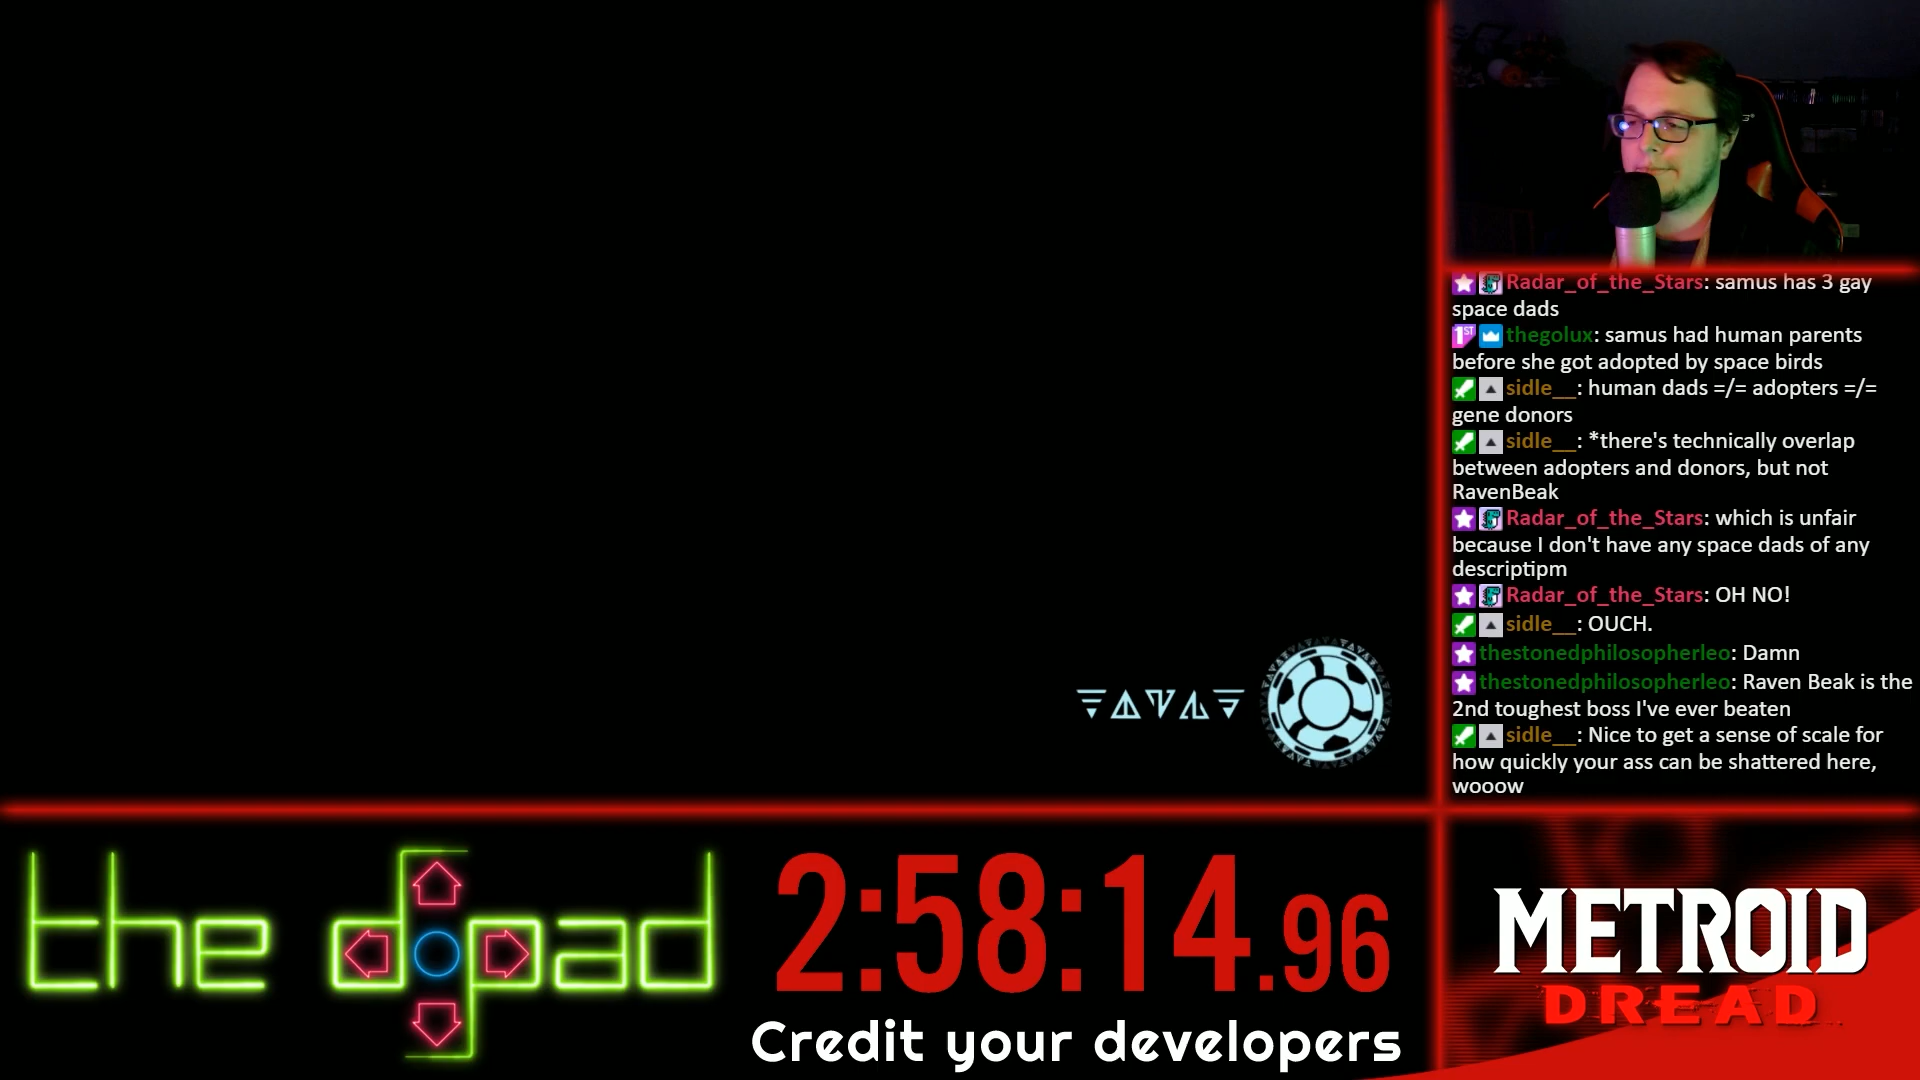 Radar_of_the_Stars: samus has 3 gay
space dads
1ST thegolux: samus had human parents
before she got adopted by space birds
sidle__: human dads =/= adopters =/=
gene donors
sidle__: *there's technically overlap
between adopters and donors, but not
RavenBeak
Radar_of_the_Stars: which is unfair
because I don't have any space dads of any
descriptipm
Radar_of_the_Stars: OH NO!
sidle__: OUCH.
thestonedphilosopherleo: Damn
thestonedphilosopherleo: Raven Beak is the
2nd toughest boss I've ever beaten
sidle__: Nice to get a sense of scale for
how quickly your ass can be shattered here,
wooow
the dpad
2:58:14.96
Credit your developers
METROID
DREAD